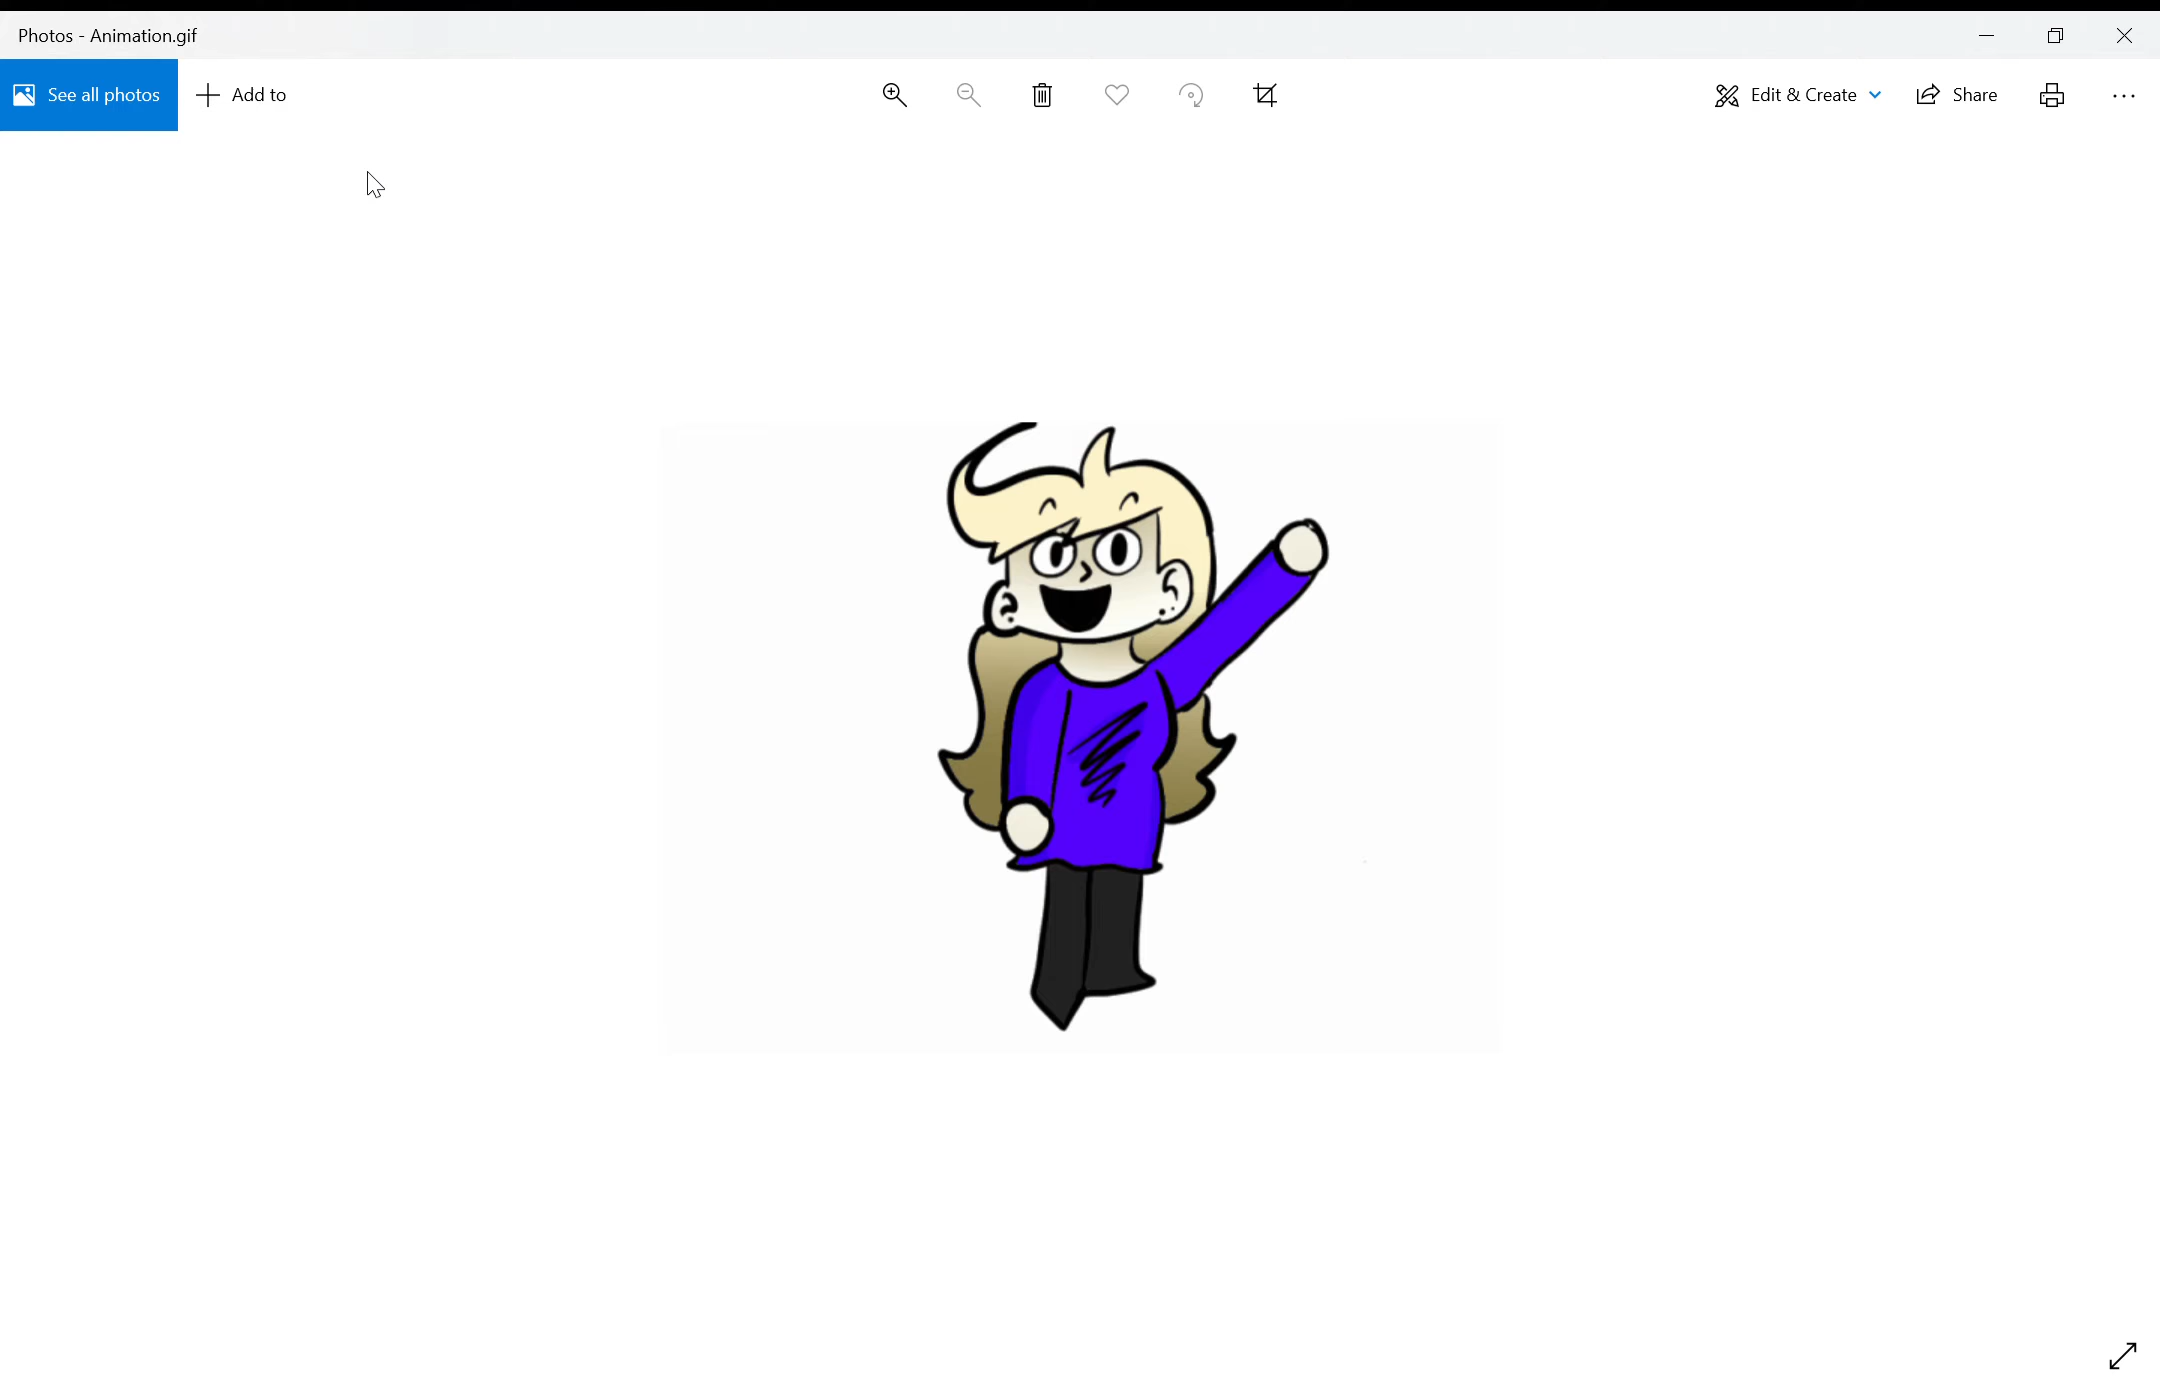 Photos - Animation.gif
See all photos
Add to
Edit & Create
Share